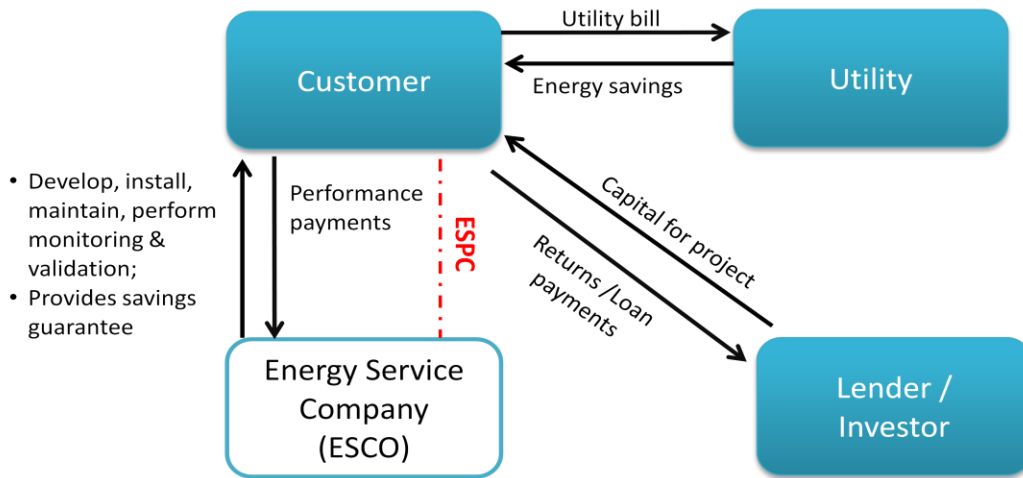 Utility bill
Customer
Utility
Energy savings
• Develop, install,
maintain, perform
monitoring &
validation;
• Provides savings
guarantee
Performance
payments
ESPC
Capital for project
Returns /Loan
payments
Energy Service
Company
(ESCO)
Lender /
Investor